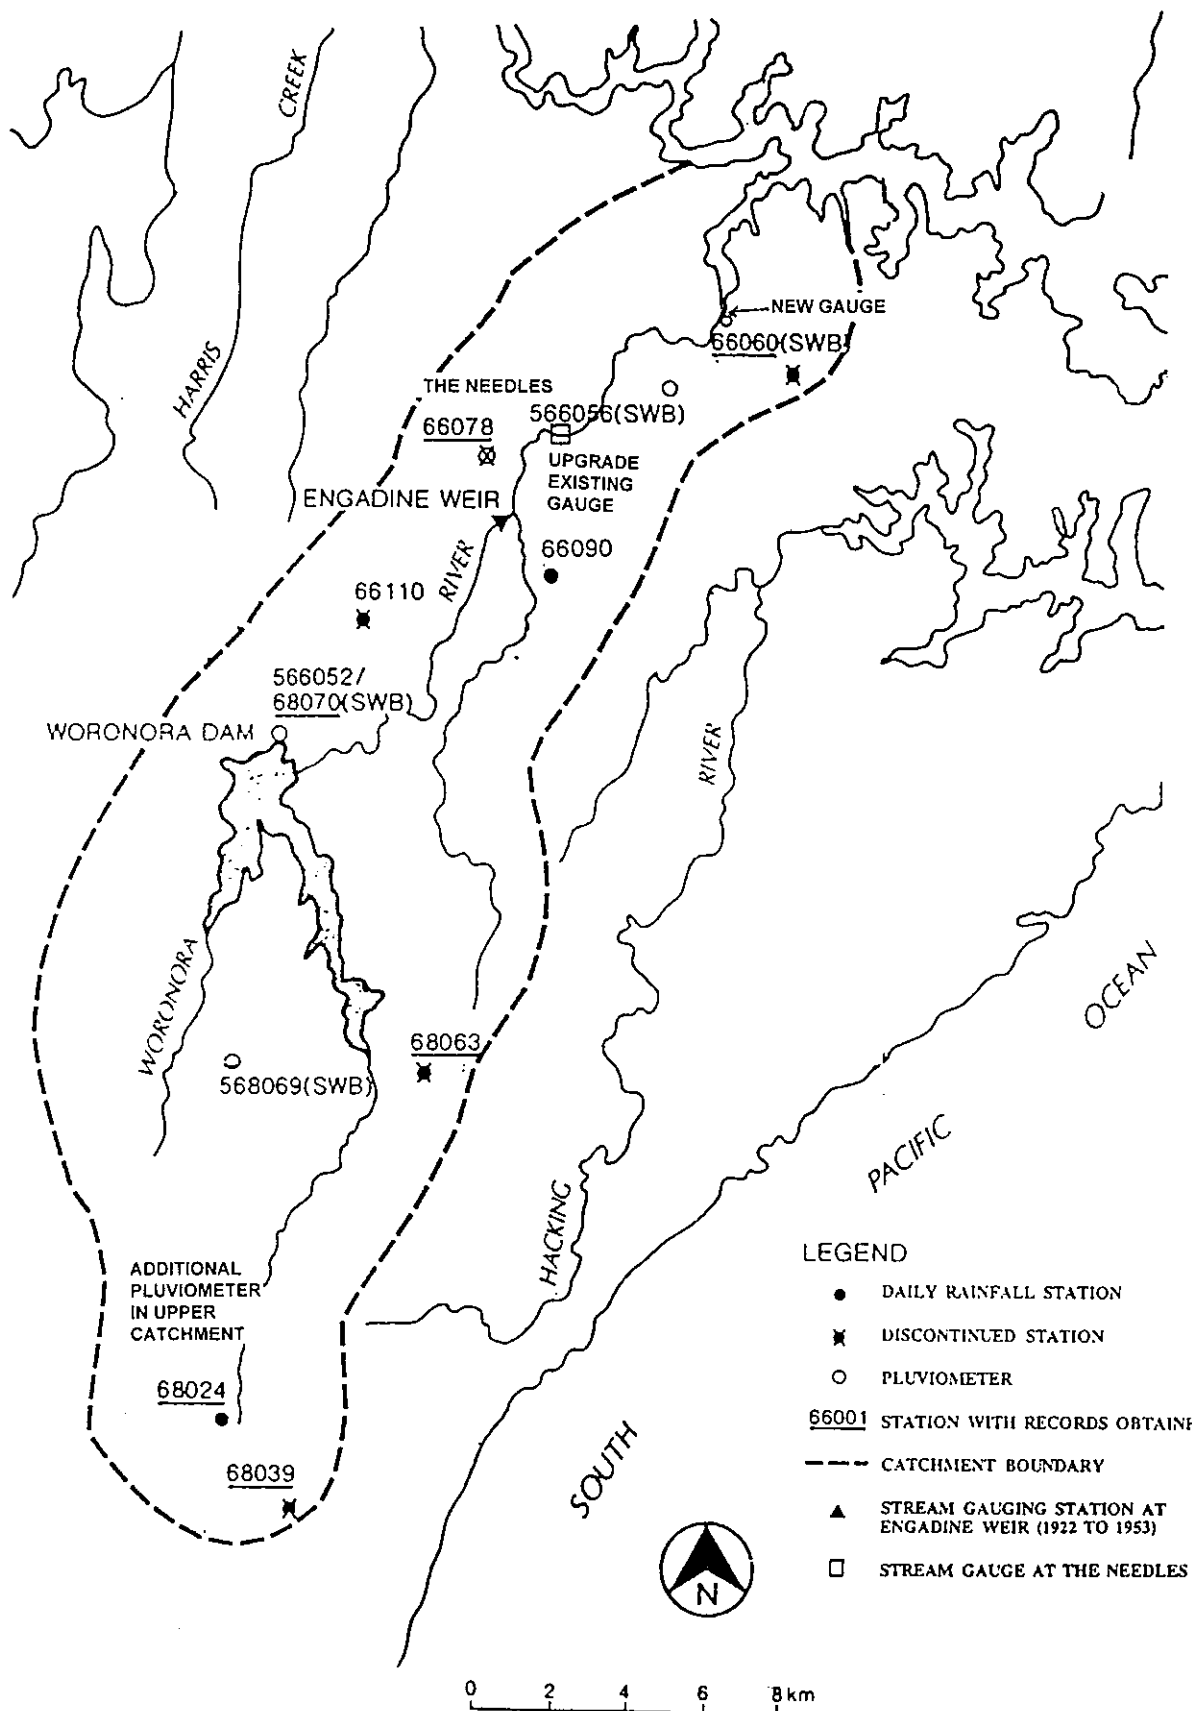 CREEK
HARRIS
NEW GAUGE
66060(SWB)
THE NEEDLES
566056(SWB)
66078
UPGRADE
EXISTING
GAUGE
ENGADINE WEIR
RIVER
66090
66110
566052/
68070(SWB)
WORONORA DAM
RIVER
WORONORA
OCEAN
68063
568069(SWB)
PACIFIC
HACKING
ADDITIONAL
PLUVIOMETER
IN UPPER
CATCHMENT
68024
68039
SOUTH
LEGEND
DAILY RAINFALL STATION
DISCONTINUED STATION
PLUVIOMETER
66001 STATION WITH RECORDS
CATCHMENT BOUNDARY
STREAM GAUGING STATION AT
ENGADINE WEIR (1922 TO 1953)
STREAM GAUGE AT THE NEEDLES
N
0 2 4 6 8 km